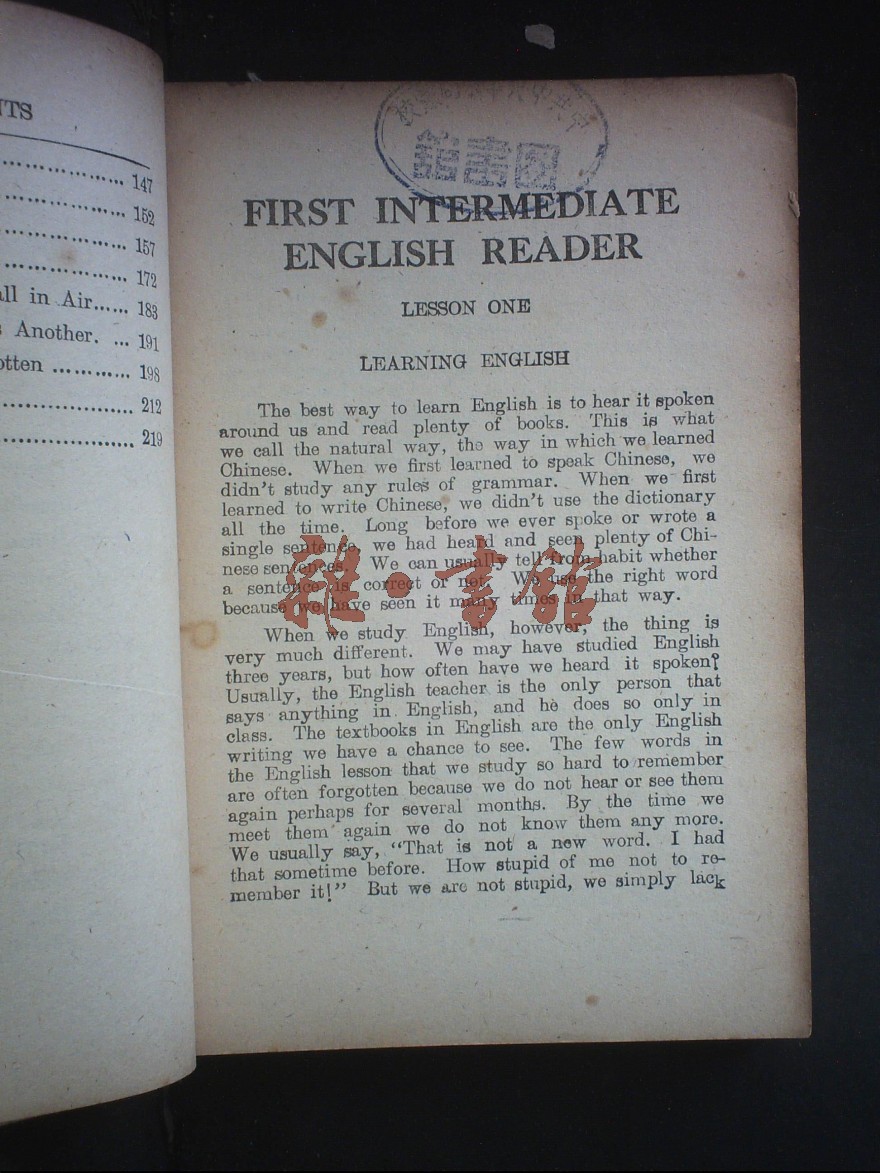 NTS
147
152
157
172
all in Air...... 183
s Another. ... 191
otten ............ 198
212
219
館書圖
FIRST INTERMEDIATE
ENGLISH READER
LESSON ONE
LEARNING ENGLISH
The best way to learn English is to hear it spoken
around us and read plenty of books. This is what
we call the natural way, the way in which we learned
Chinese. When we first learned to speak Chinese, we
didn't study any rules of grammar. When we first
learned to write Chinese, we didn't use the dictionary
all the time. Long before we ever spoke or wrote a
single sentence, we had heard and seen plenty of Chi-
nese sentences. We can usually tell from habit whether
a sentence is correct or not. We use the right word
because we have seen it many times in that way.
When we study English, however, the thing is
very much different. We may have studied English
three years, but how often have we heard it spoken?
Usually, the English teacher is the only person that
says anything in English, and he does so only in
class. The textbooks in English are the only English
writing we have a chance to see. The few words in
the English lesson that we study so hard to remember
are often forgotten because we do not hear or see them
again perhaps for several months. By the time we
meet them again we do not know them any more.
We usually say, "That is not a new word. I had
that sometime before. How stupid of me not to re-
member it!" But we are not stupid, we simply lack
雜·書館